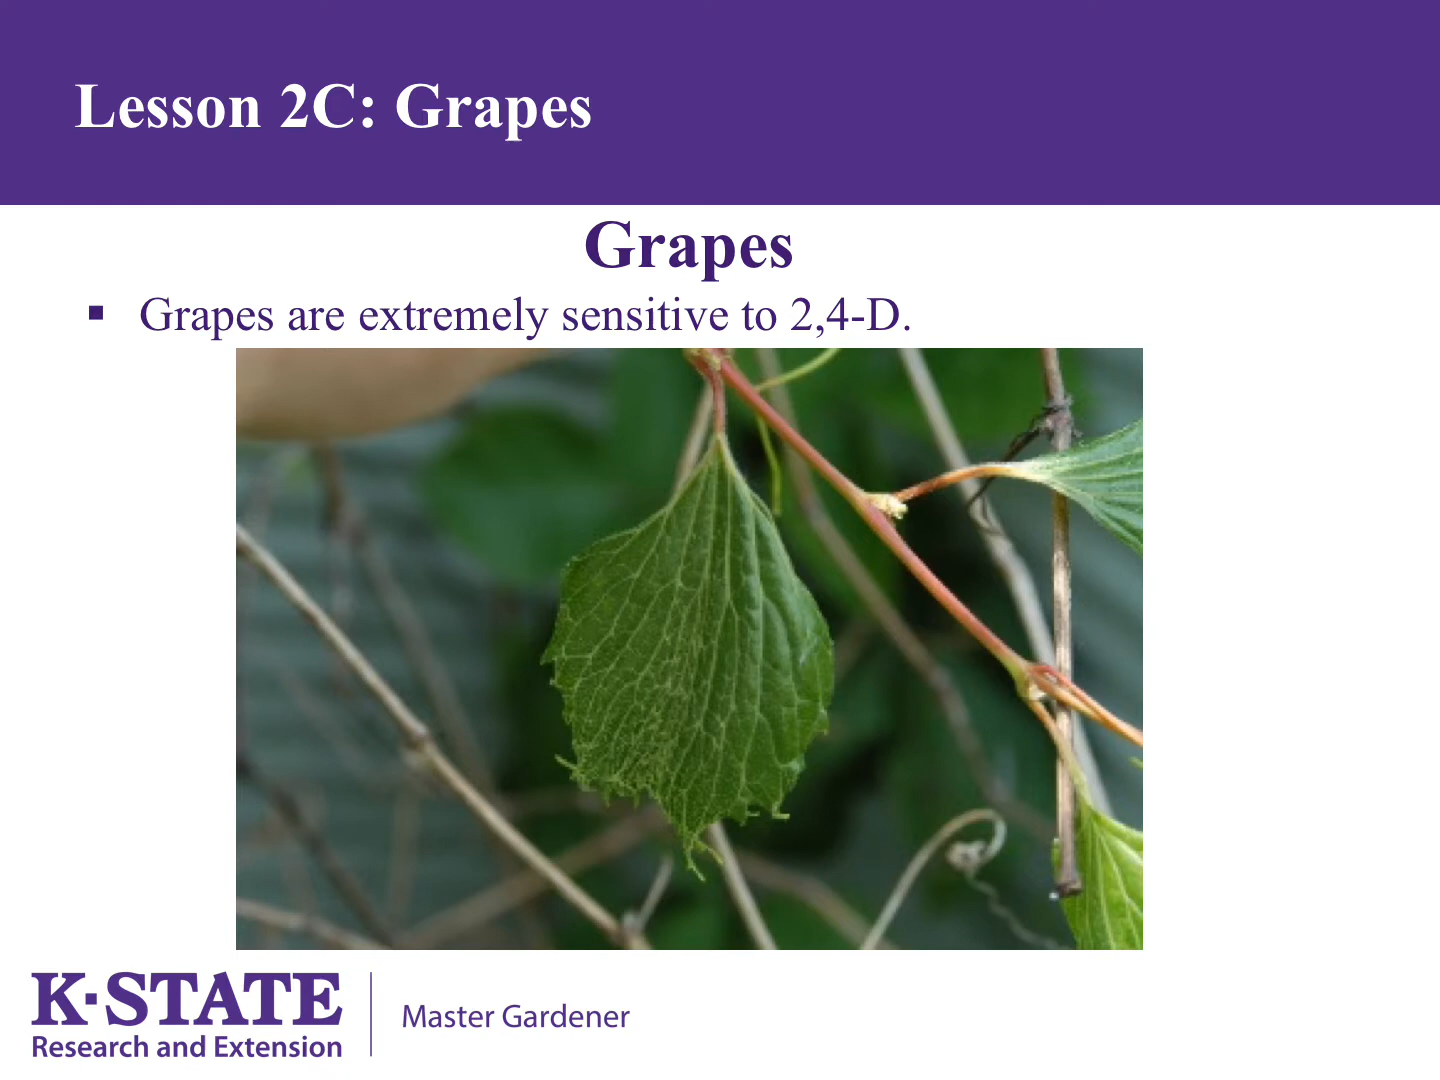 Lesson 2C: Grapes
Grapes
▪ Grapes are extremely sensitive to 2,4-D.
K·STATE
Research and Extension
Master Gardener